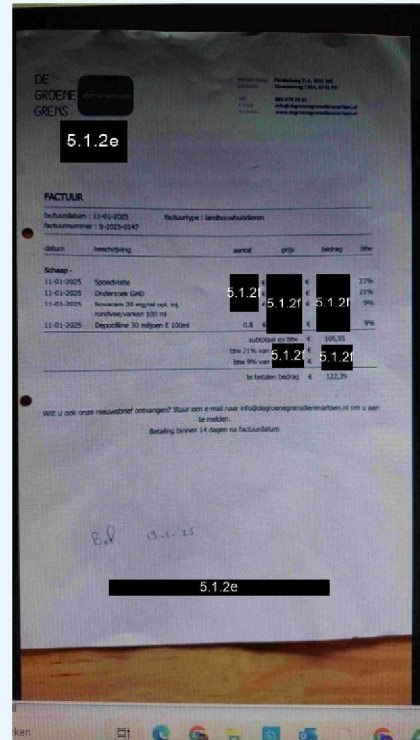 DE
GROENE
GRENS
dierenartsen
5.1.2e
FACTUUR
factuurdatum : 11-01-2025 factuurtype : landbouwhuisdieren
factuurnummer : S-2025-0147
datum beschrijving aantal prijs bedrag btw
Schaap -
11-01-2025 Spoedvisite € € 21%
11-01-2025 Onderzoek GHD 5.1.2f € 5.1.2f € 5.1.2f 21%
11-01-2025 Novacam 20 mg/ml opl. inj. € € 9%
rundvee/varken 100 ml
11-01-2025 Depocilline 30 miljoen E 100ml 0.8 € € 9%
subtotaal ex btw € 105,55
btw 21% van 5.1.2f € 5.1.2f
btw 9% van €
te betalen bedrag € 122,39
Wilt u ook onze nieuwsbrief ontvangen? Stuur een e-mail naar info@degroenegrensdierenartsen.nl om u aan
te melden.
Betaling binnen 14 dagen na factuurdatum
Bet 13-1-25
5.1.2e
ken